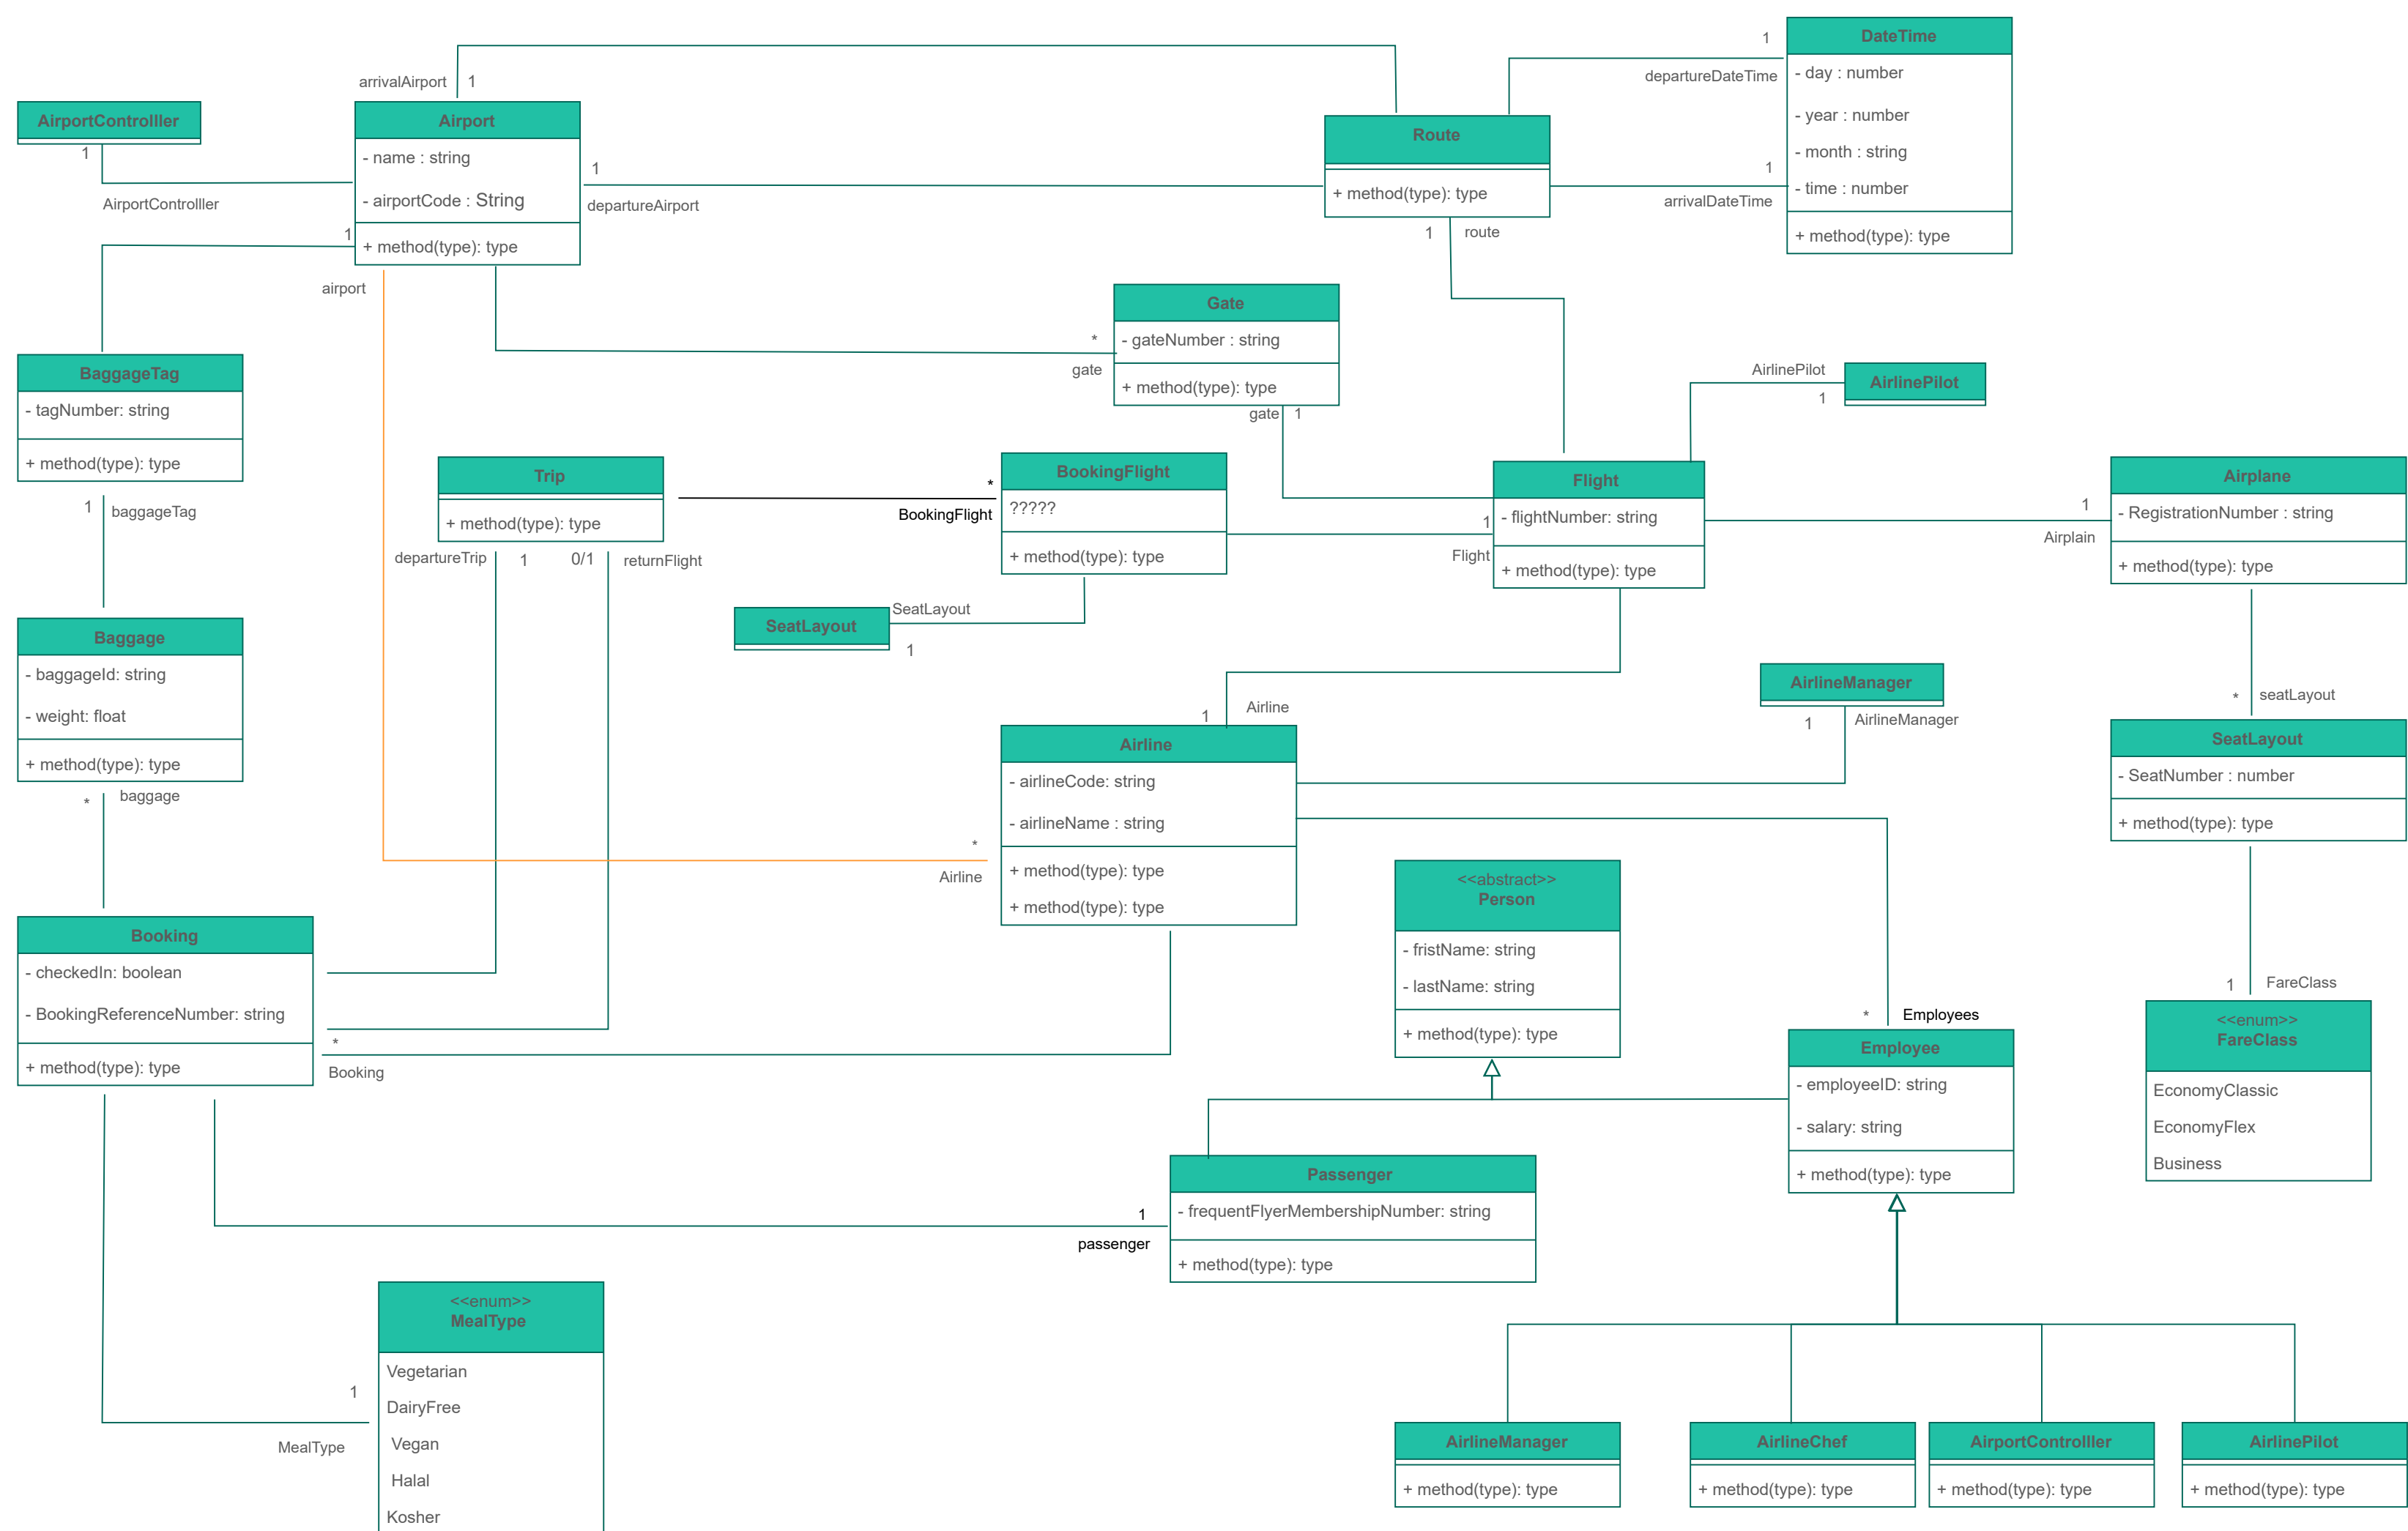 DateTime
- day : number
- year : number
- month : string
- time : number
+ method(type): type
1
departureDateTime
1
arrivalDateTime
arrivalAirport
1
AirportControlller
1
AirportControlller
Airport
- name : string
- airportCode : String
+ method(type): type
1
departureAirport
1
airport
Route
+ method(type): type
1
route
Gate
- gateNumber : string
+ method(type): type
*
gate
gate
1
AirlinePilot
1
AirlinePilot
BaggageTag
- tagNumber: string
+ method(type): type
1
baggageTag
Trip
+ method(type): type
departureTrip
1
0/1
returnFlight
*
BookingFlight
BookingFlight
?????
+ method(type): type
1
Flight
Flight
- flightNumber: string
+ method(type): type
1
Airplain
Airplane
- RegistrationNumber : string
+ method(type): type
SeatLayout
SeatLayout
1
Baggage
- baggageId: string
- weight: float
+ method(type): type
*
baggage
AirlineManager
1
AirlineManager
*
seatLayout
SeatLayout
- SeatNumber : number
+ method(type): type
1
Airline
Airline
- airlineCode: string
- airlineName : string
+ method(type): type
+ method(type): type
*
Airline
<<abstract>>
Person
- fristName: string
- lastName: string
+ method(type): type
Booking
- checkedIn: boolean
- BookingReferenceNumber: string
+ method(type): type
*
Booking
1
FareClass
<<enum>>
FareClass
EconomyClassic
EconomyFlex
Business
*
Employees
Employee
- employeeID: string
- salary: string
+ method(type): type
Passenger
- frequentFlyerMembershipNumber: string
+ method(type): type
1
passenger
<<enum>>
MealType
Vegetarian
DairyFree
Vegan
Halal
Kosher
1
MealType
AirlineManager
+ method(type): type
AirlineChef
+ method(type): type
AirportControlller
+ method(type): type
AirlinePilot
+ method(type): type